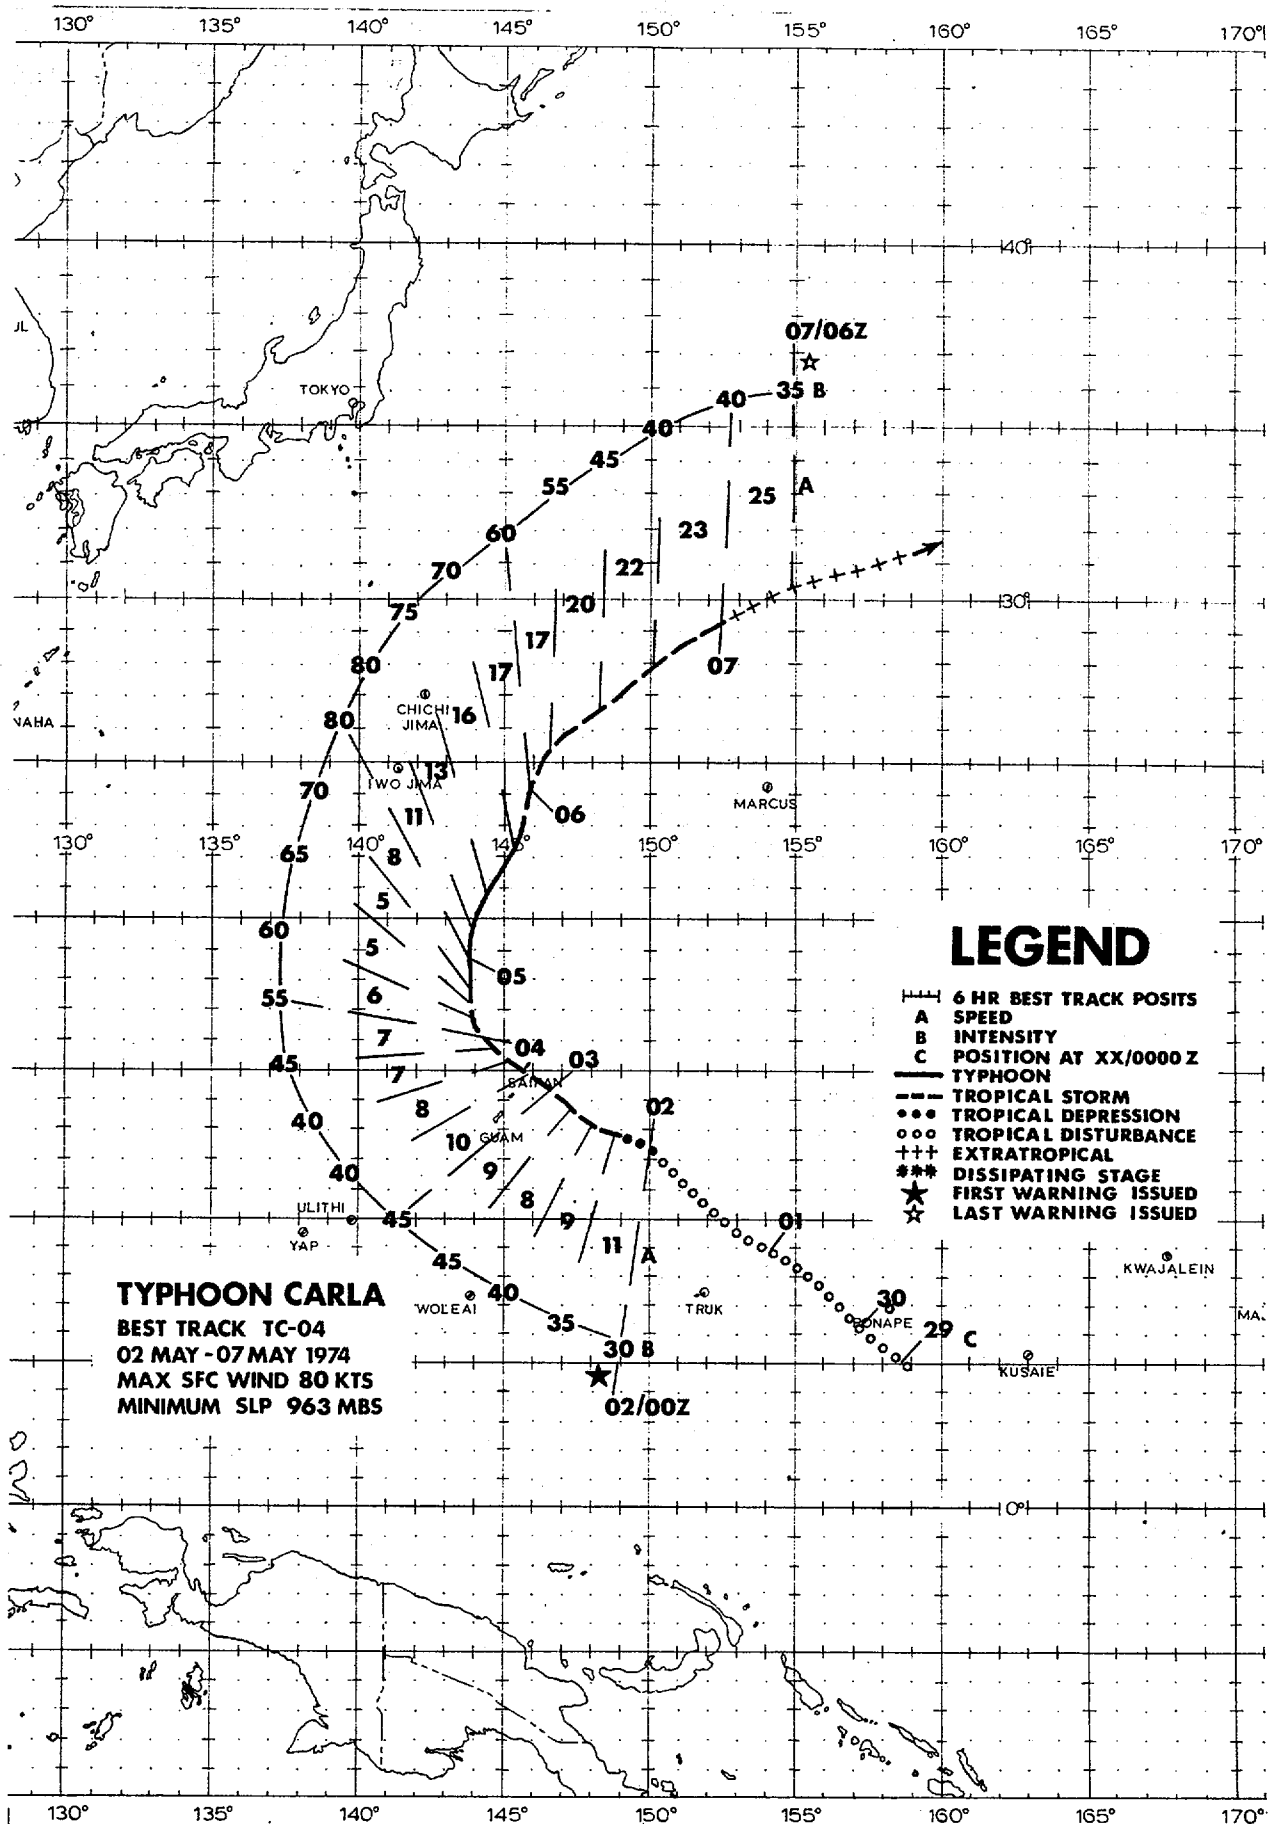 130° 135° 140° 145° 150° 155° 160° 165° 170°
40°
07/06Z
TOKYO
40 35 B
40
45
55
25 A
60
23
22
70
20
30°
75
17
80
17
07
CHICHI
JIMA
16
80
NAHA
13
IWO JIMA
70
MARCUS
11
06
130° 135° 140° 145° 150° 155° 160° 165° 170°
65
8
5
60
5
LEGEND
05
55
6
6 HR BEST TRACK POSITS
A SPEED
B INTENSITY
C POSITION AT XX/0000 Z
TYPHOON
TROPICAL STORM
TROPICAL DEPRESSION
TROPICAL DISTURBANCE
EXTRATROPICAL
DISSIPATING STAGE
FIRST WARNING ISSUED
LAST WARNING ISSUED
7
04
03
45
7
SAIPAN
8
02
40
10
GUAM
40
9
8
ULITHI
45
9
01
YAP
11
A
45
KWAJALEIN
TYPHOON CARLA
BEST TRACK TC-04
02 MAY - 07 MAY 1974
MAX SFC WIND 80 KTS
MINIMUM SLP 963 MBS
40
WOLEAI
TRUK
30
PONAPE
35
29 C
30 B
KUSAIE
02/00Z
0°
130° 135° 140° 145° 150° 155° 160° 165° 170°